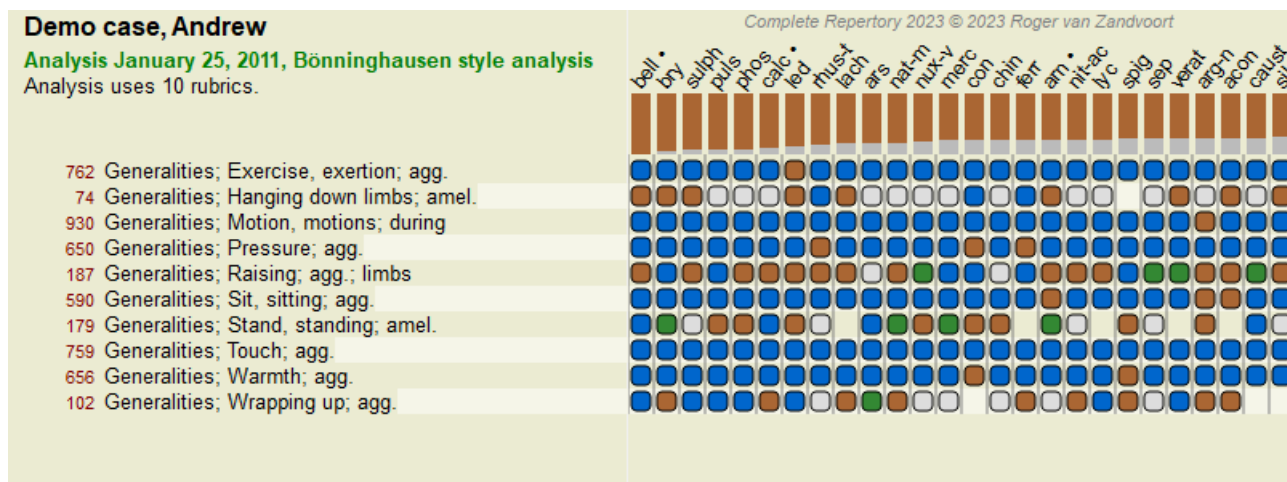 Demo case, Andrew
Complete Repertory 2023 © 2023 Roger van Zandvoort
Analysis January 25, 2011, Bönninghausen style analysis
Analysis uses 10 rubrics.
bell • bry sulph puls phos calc • led rhus-t lach ars nat-m nux-v merc con chin ferr arn • nit-ac lyc spig sep verat arg-n acon caust
762 Generalities; Exercise, exertion; agg.
74 Generalities; Hanging down limbs; amel.
930 Generalities; Motion, motions; during
650 Generalities; Pressure; agg.
187 Generalities; Raising; agg.; limbs
590 Generalities; Sit, sitting; agg.
179 Generalities; Stand, standing; amel.
759 Generalities; Touch; agg.
656 Generalities; Warmth; agg.
102 Generalities; Wrapping up; agg.